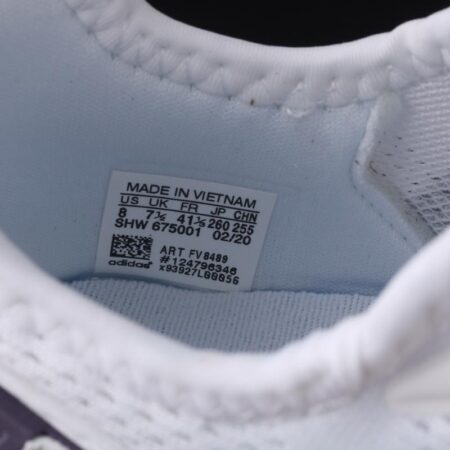 MADE IN VIETNAM
US UK FR JP CHN
8 7½ 41⅓ 260 255
SHW 675001 02/20
ART FV8489
#124796346
adidas